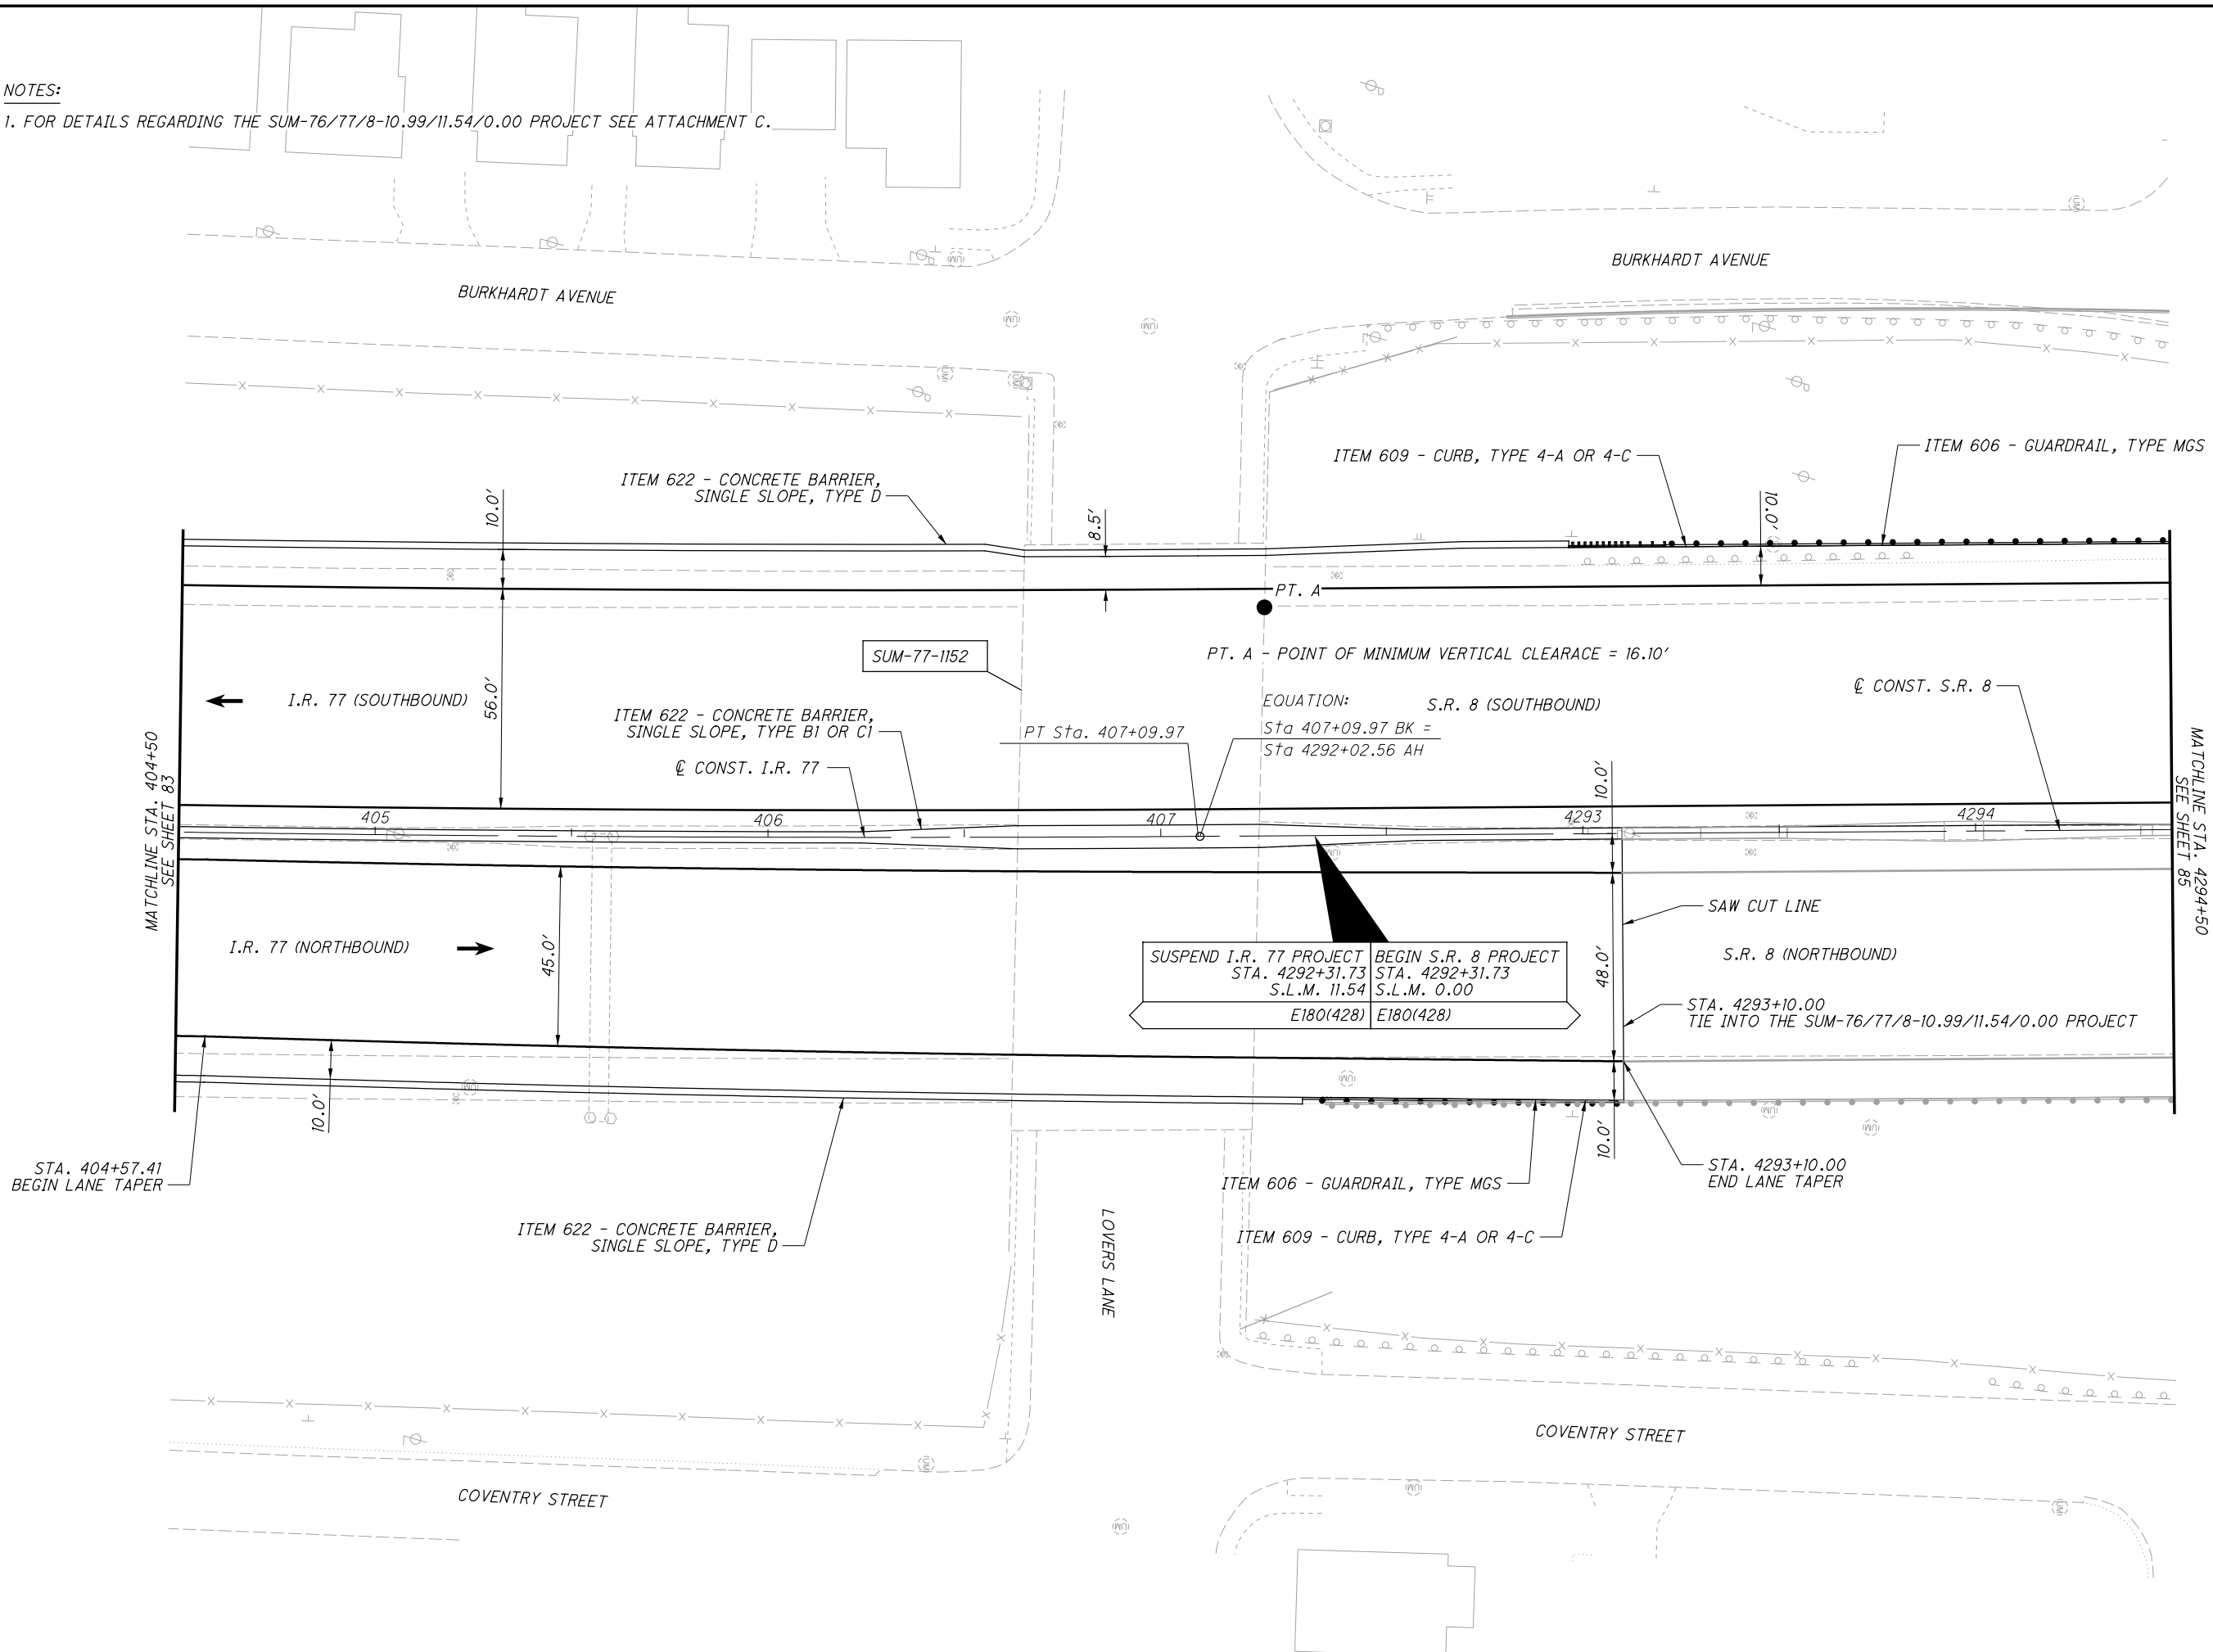 NOTES:
1. FOR DETAILS REGARDING THE SUM-76/77/8-10.99/11.54/0.00 PROJECT SEE ATTACHMENT C.
BURKHARDT AVENUE
BURKHARDT AVENUE
ITEM 609 - CURB, TYPE 4-A OR 4-C
ITEM 606 - GUARDRAIL, TYPE MGS
ITEM 622 - CONCRETE BARRIER,
SINGLE SLOPE, TYPE D
10.0'
8.5'
10.0'
PT. A
SUM-77-1152
PT. A - POINT OF MINIMUM VERTICAL CLEARACE = 16.10'
I.R. 77 (SOUTHBOUND)
56.0'
EQUATION:
Sta 407+09.97 BK =
Sta 4292+02.56 AH
S.R. 8 (SOUTHBOUND)
℄ CONST. S.R. 8
ITEM 622 - CONCRETE BARRIER,
SINGLE SLOPE, TYPE B1 OR C1
PT Sta. 407+09.97
℄ CONST. I.R. 77
MATCHLINE STA. 404+50
SEE SHEET 83
MATCHLINE STA. 4294+50
SEE SHEET 85
10.0'
405
406
407
4293
4294
SAW CUT LINE
I.R. 77 (NORTHBOUND)
45.0'
48.0'
S.R. 8 (NORTHBOUND)
SUSPEND I.R. 77 PROJECT
STA. 4292+31.73
S.L.M. 11.54
E180(428)
BEGIN S.R. 8 PROJECT
STA. 4292+31.73
S.L.M. 0.00
E180(428)
STA. 4293+10.00
TIE INTO THE SUM-76/77/8-10.99/11.54/0.00 PROJECT
10.0'
10.0'
STA. 404+57.41
BEGIN LANE TAPER
STA. 4293+10.00
END LANE TAPER
ITEM 606 - GUARDRAIL, TYPE MGS
ITEM 609 - CURB, TYPE 4-A OR 4-C
ITEM 622 - CONCRETE BARRIER,
SINGLE SLOPE, TYPE D
LOVERS LANE
COVENTRY STREET
COVENTRY STREET